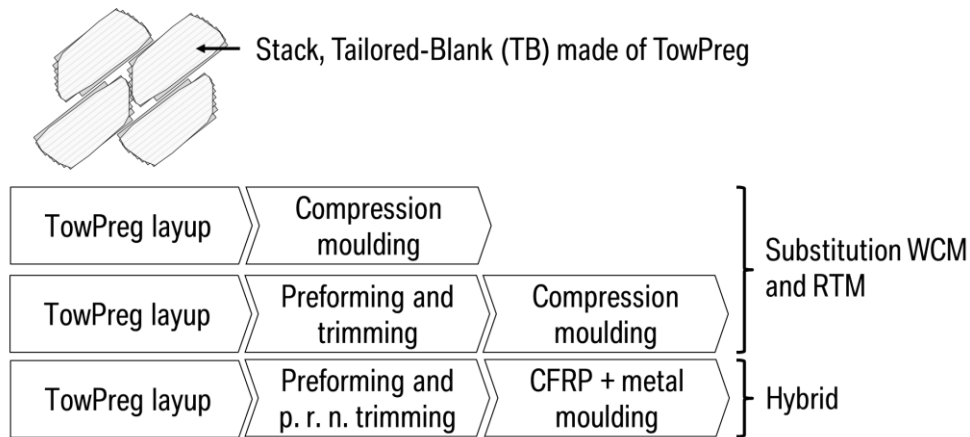 Stack, Tailored-Blank (TB) made of TowPreg
TowPreg layup
Compression
moulding
TowPreg layup
Preforming and
trimming
Compression
moulding
Substitution WCM
and RTM
TowPreg layup
Preforming and
p. r. n. trimming
CFRP + metal
moulding
Hybrid